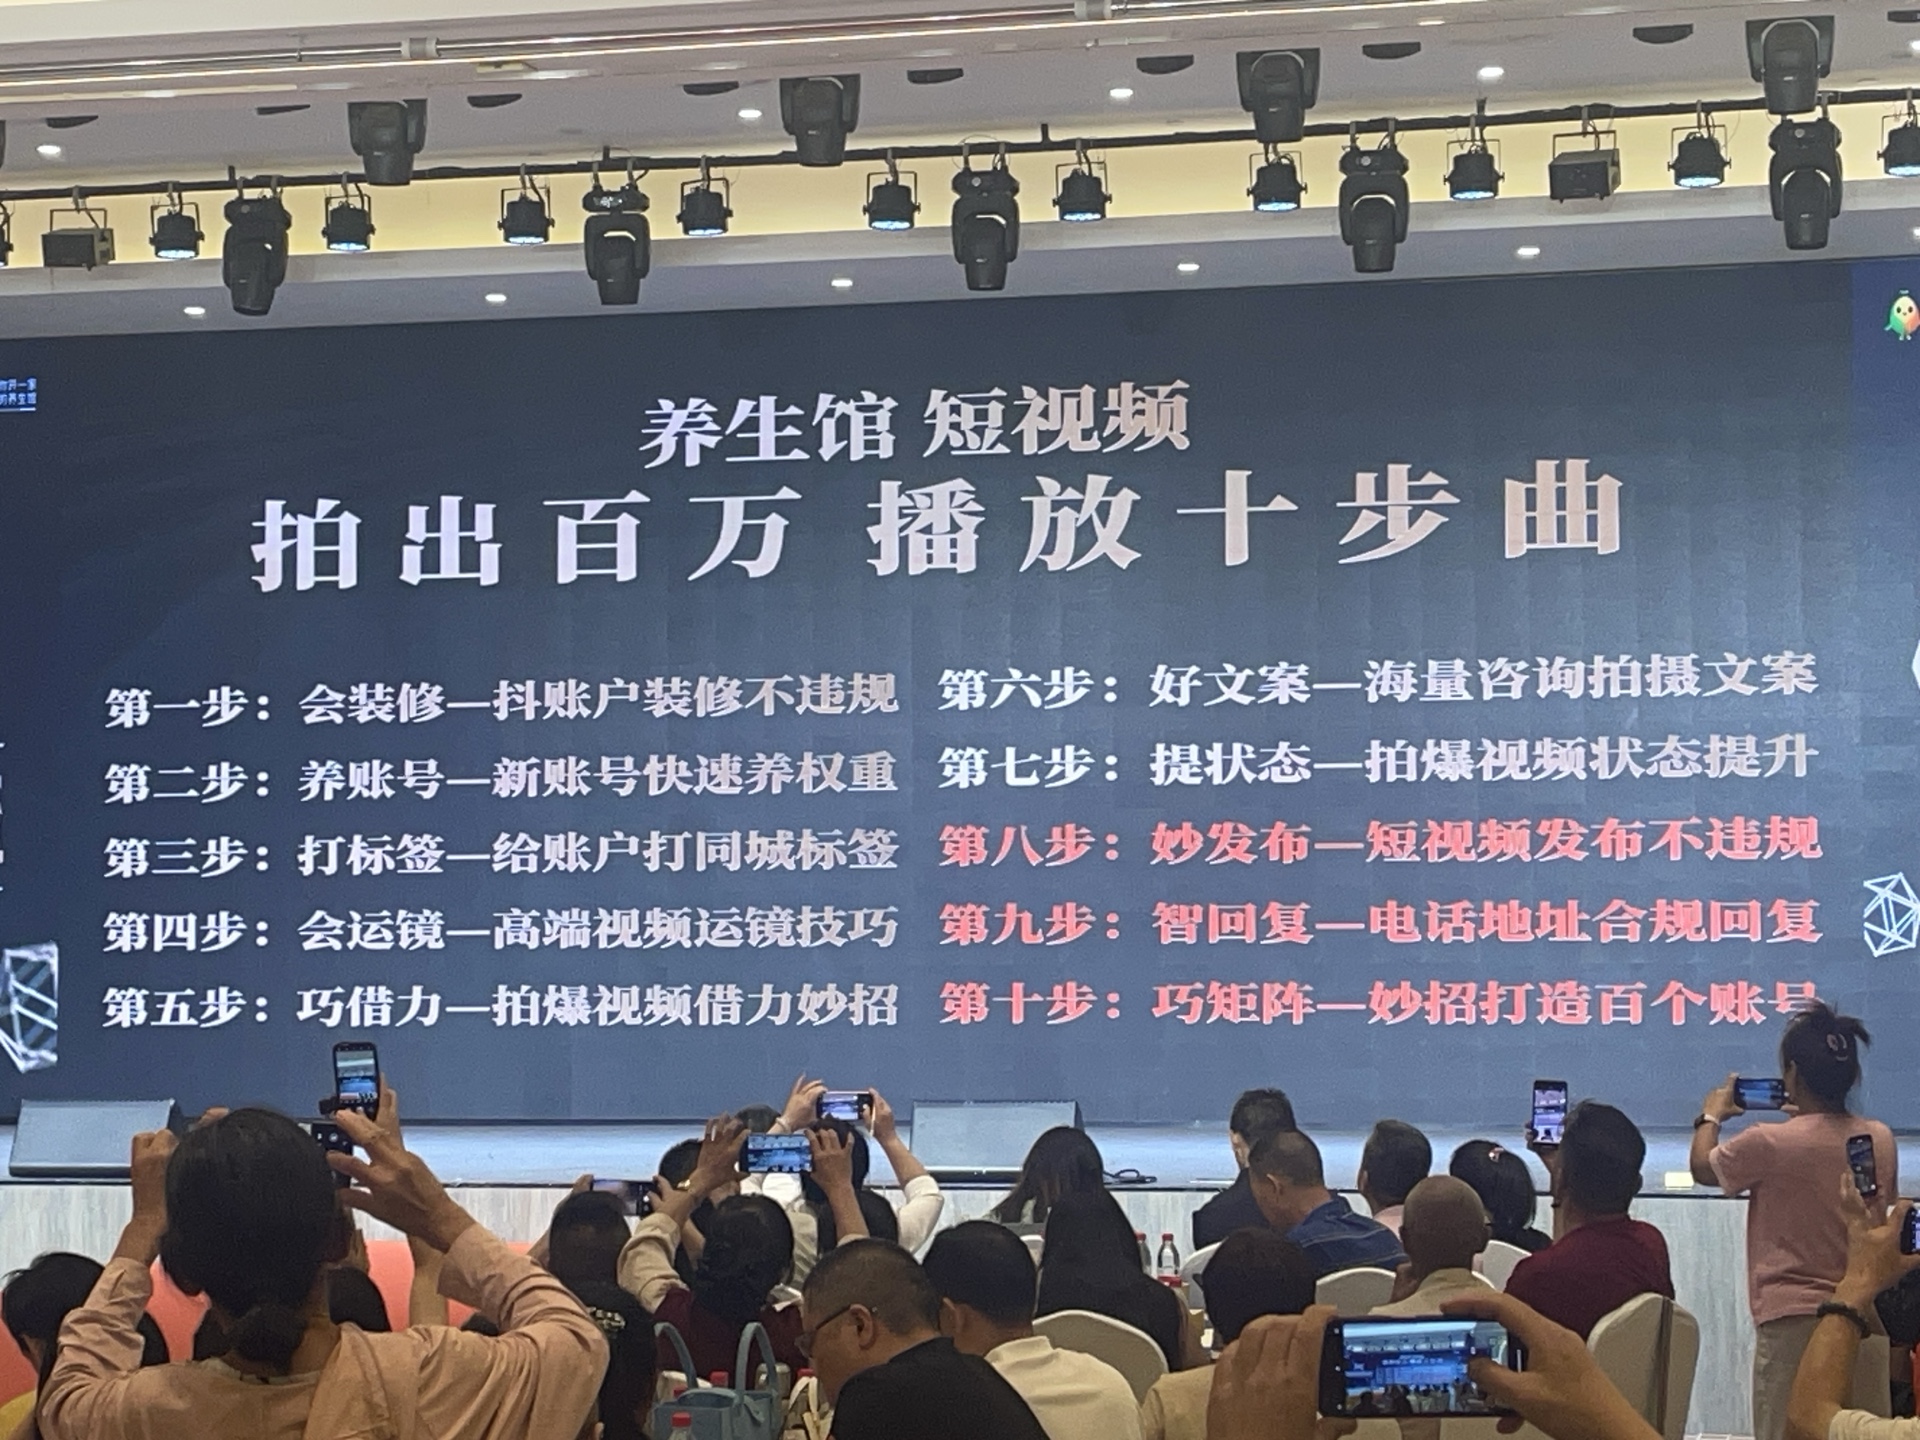 养生馆 短视频
拍出百万 播放十步曲
第一步：会装修—抖账户装修不违规
第二步：养账号—新账号快速养权重
第三步：打标签—给账户打同城标签
第四步：会运镜—高端视频运镜技巧
第五步：巧借力—拍爆视频借力妙招
第六步：好文案—海量咨询拍摄文案
第七步：提状态—拍爆视频状态提升
第八步：妙发布—短视频发布不违规
第九步：智回复—电话地址合规回复
第十步：巧矩阵—妙招打造百个账号